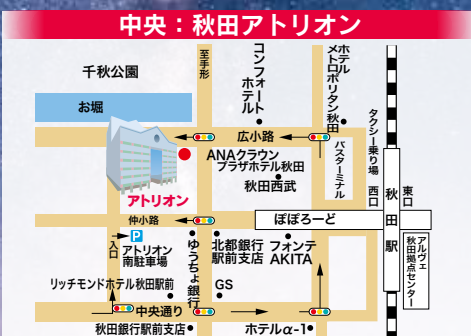 中央：秋田アトリオン
千秋公園
お堀
至手形
コンフォート
ホテル
ホテル
メトロポリタン秋田
広小路
ANAクラウン
プラザホテル秋田
秋田西武
バスターミナル
タクシー乗り場
西口
東口
秋田駅
アルヴェ
秋田拠点センター
アトリオン
仲小路
ぽぽろーど
入口
P
アトリオン
南駐車場
ゆうちょ銀行
北都銀行
駅前支店
フォンテ
AKITA
リッチモンドホテル秋田駅前
GS
中央通り
秋田銀行駅前支店
ホテルα-1